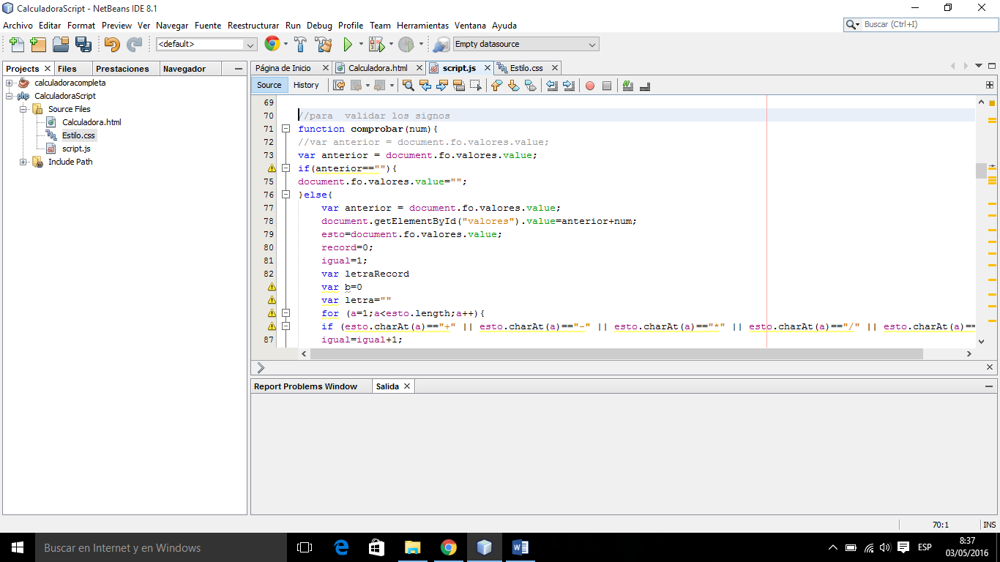 CalculadoraScript - NetBeans IDE 8.1
Archivo Editar Format Preview Ver Navegar Fuente Reestructurar Run Debug Profile Team Herramientas Ventana Ayuda
Buscar (Ctrl+I)
<default>
Empty datasource
Projects Files Prestaciones Navegador
calculadoracompleta
CalculadoraScript
Source Files
Calculadora.html
Estilo.css
script.js
Include Path
Página de Inicio Calculadora.html script.js Estilo.css
Source History
69
70 //para  validar los signos
71 function comprobar(num){
72 //var anterior = document.fo.valores.value;
73 var anterior = document.fo.valores.value;
if(anterior==""){
75 document.fo.valores.value="";
76 }else{
77 var anterior = document.fo.valores.value;
78 document.getElementById("valores").value=anterior+num;
79 esto=document.fo.valores.value;
80 record=0;
81 igual=1;
82 var letraRecord
var b=0
var letra=""
for (a=1;a<esto.length;a++){
if (esto.charAt(a)=="+" || esto.charAt(a)=="-" || esto.charAt(a)=="*" || esto.charAt(a)=="/" || esto.charAt(a)==
87 igual=igual+1;
Report Problems Window Salida
70:1 INS
Buscar en Internet y en Windows
ESP
8:37
03/05/2016